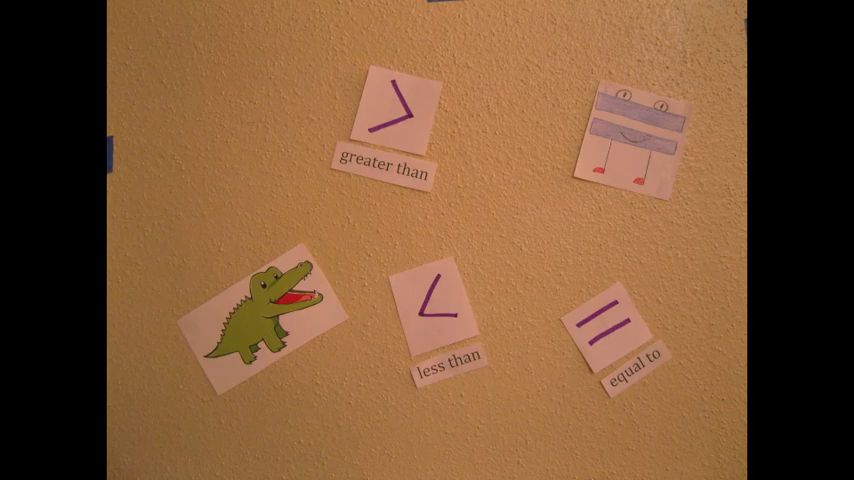 >
greater than
<
less than
=
equal to